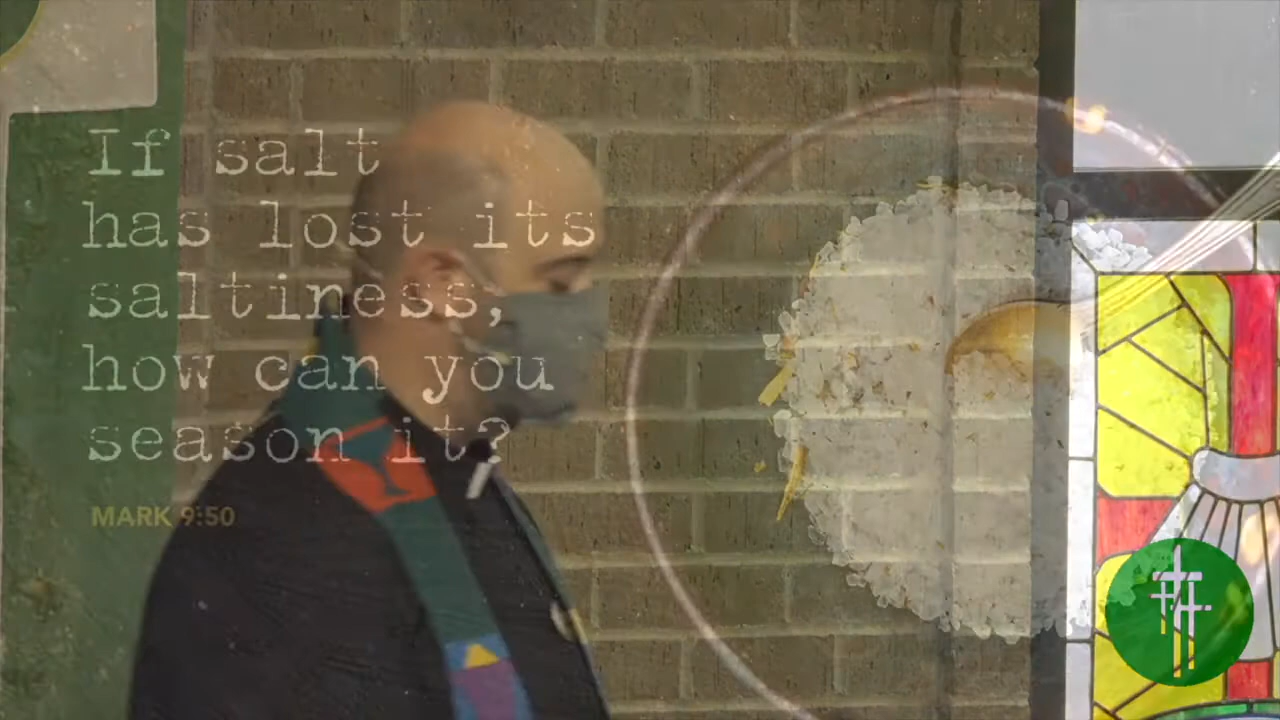 If salt
has lost its
saltiness,
how can you
season it?
MARK 9:50